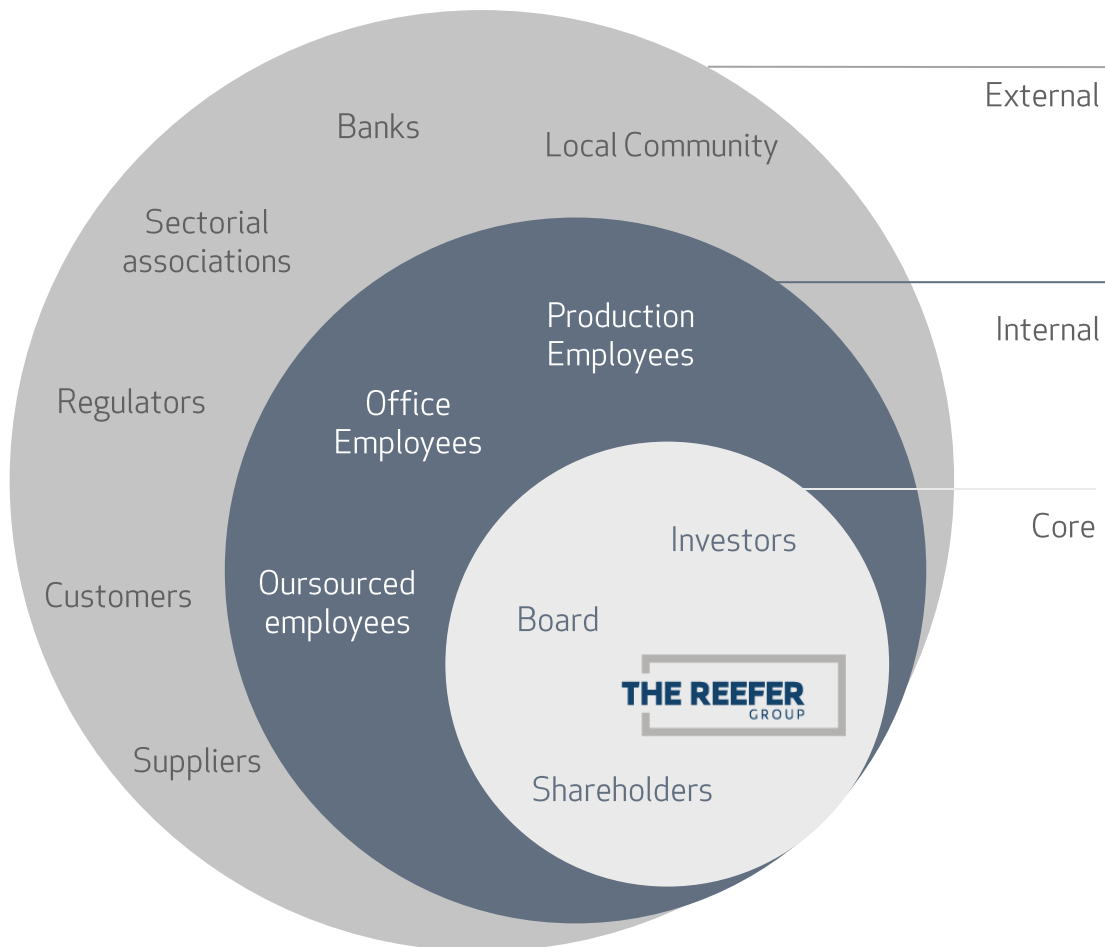 External
Banks
Local Community
Sectorial
associations
Internal
Production
Employees
Regulators
Office
Employees
Core
Investors
Customers
Oursourced
employees
Board
THE REEFER
GROUP
Suppliers
Shareholders